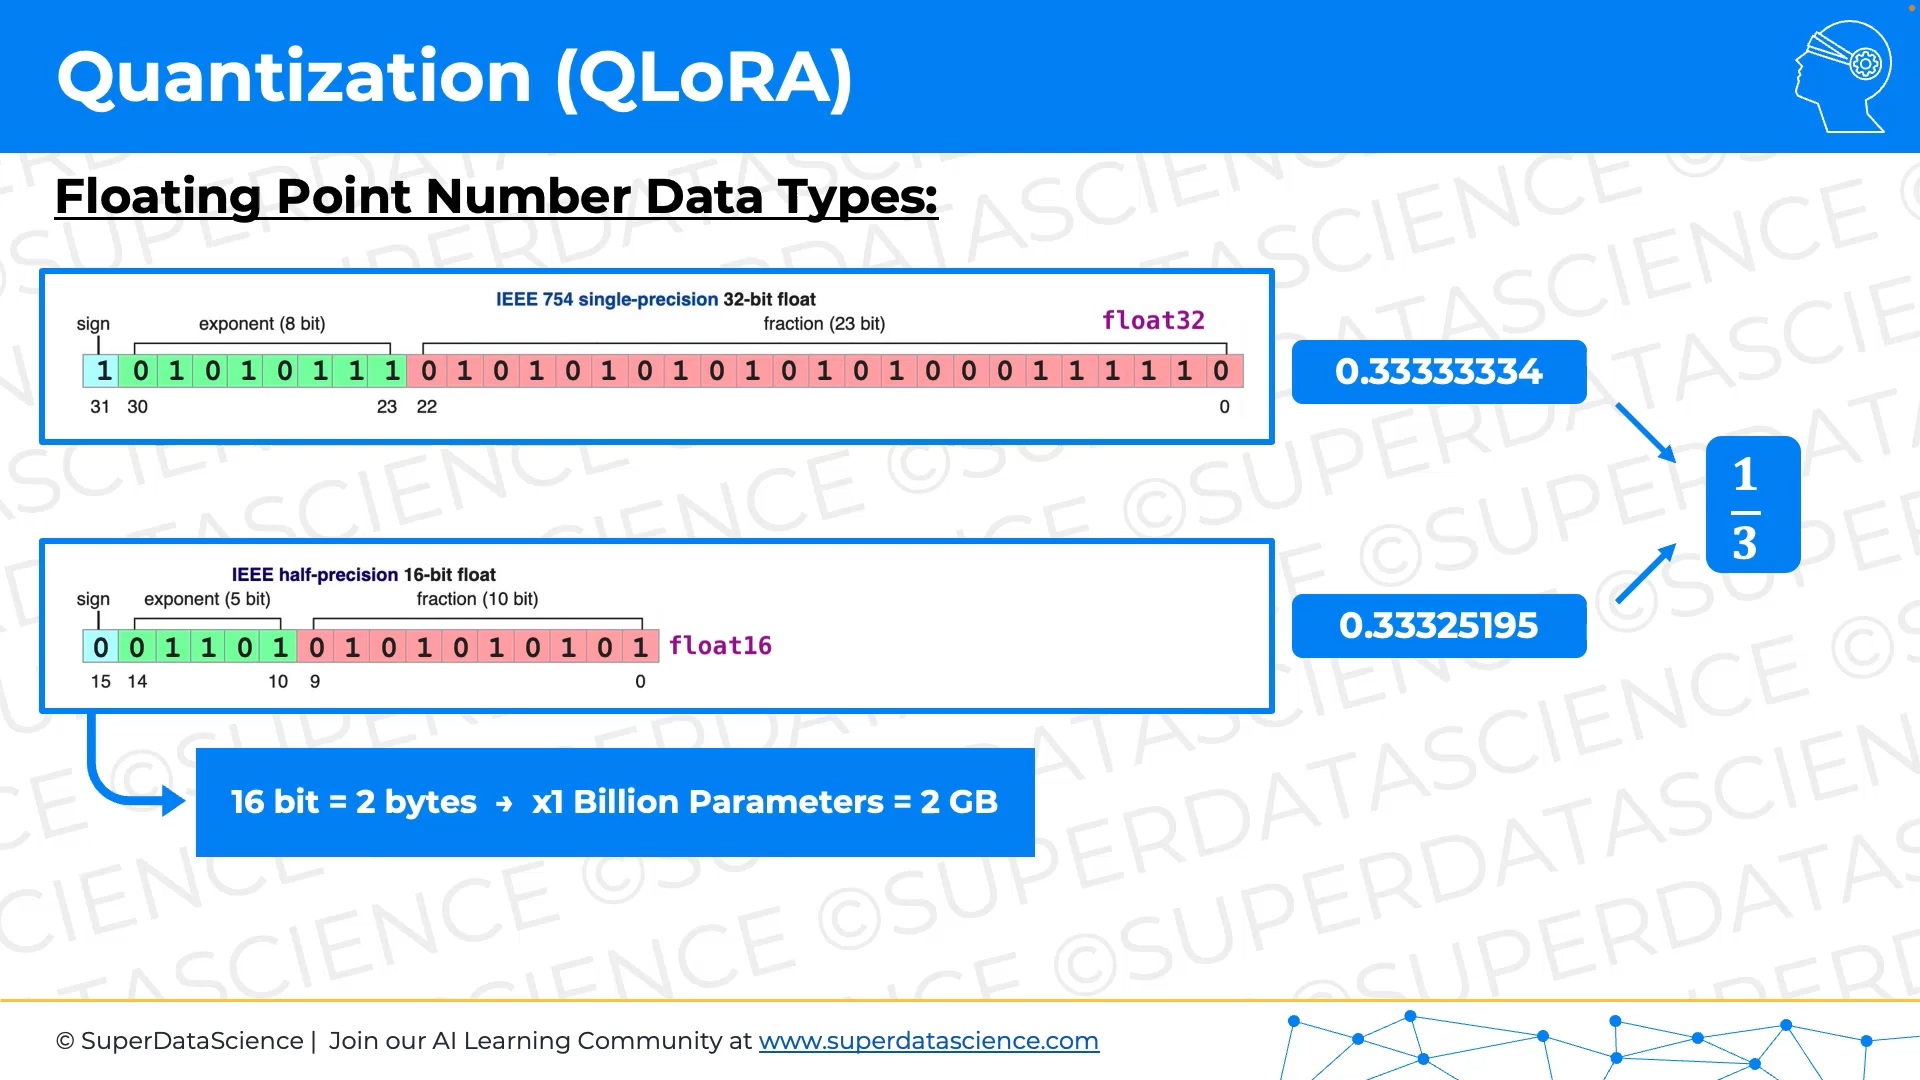 Quantization (QLoRA)
Floating Point Number Data Types:
IEEE 754 single-precision 32-bit float
sign exponent (8 bit) fraction (23 bit) float32
1 0 1 0 1 0 1 1 1 0 1 0 1 0 1 0 1 0 1 0 1 0 1 0 0 0 1 1 1 1 1 0
31 30 23 22 0
0.33333334
1
3
IEEE half-precision 16-bit float
sign exponent (5 bit) fraction (10 bit)
0 0 1 1 0 1 0 1 0 1 0 1 0 1 0 1 float16
15 14 10 9 0
0.33325195
16 bit = 2 bytes → x1 Billion Parameters = 2 GB
©SUPERDATASCIENCE
© SuperDataScience | Join our AI Learning Community at www.superdatascience.com